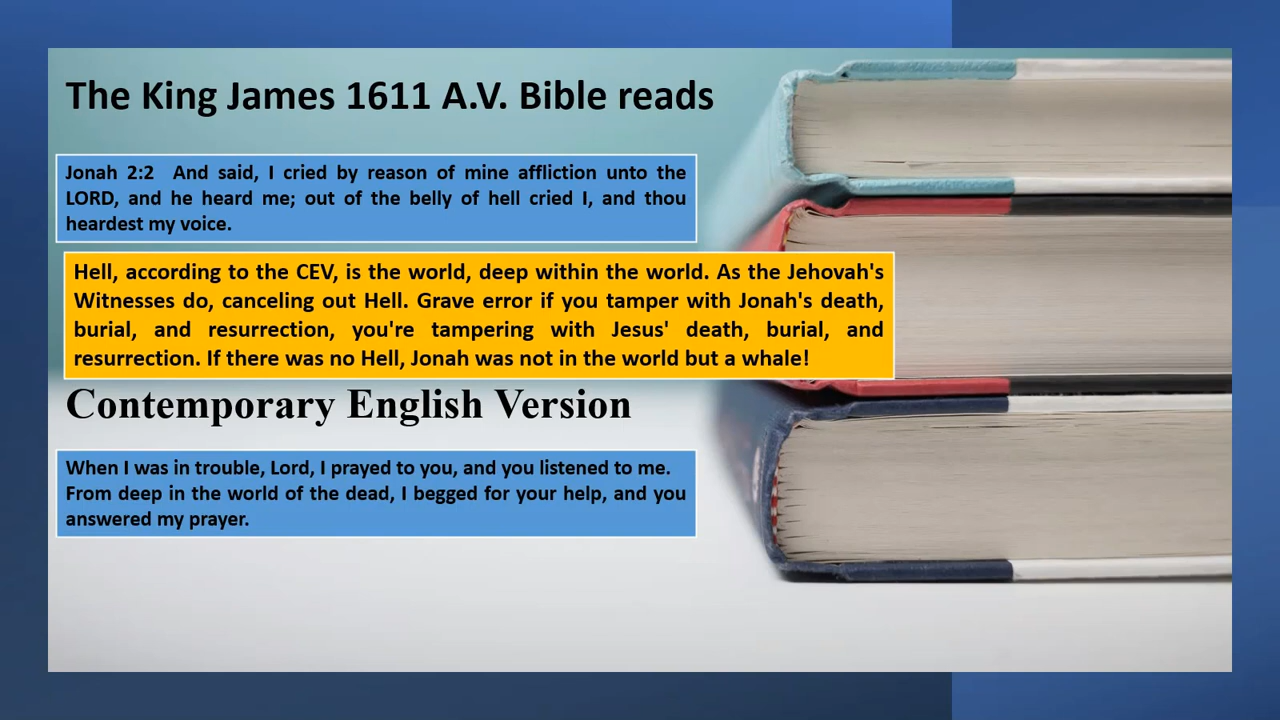 The King James 1611 A.V. Bible reads
Jonah 2:2  And said, I cried by reason of mine affliction unto the
LORD, and he heard me; out of the belly of hell cried I, and thou
heardest my voice.
Hell, according to the CEV, is the world, deep within the world. As the Jehovah's
Witnesses do, canceling out Hell. Grave error if you tamper with Jonah's death,
burial, and resurrection, you're tampering with Jesus' death, burial, and
resurrection. If there was no Hell, Jonah was not in the world but a whale!
Contemporary English Version
When I was in trouble, Lord, I prayed to you, and you listened to me.
From deep in the world of the dead, I begged for your help, and you
answered my prayer.